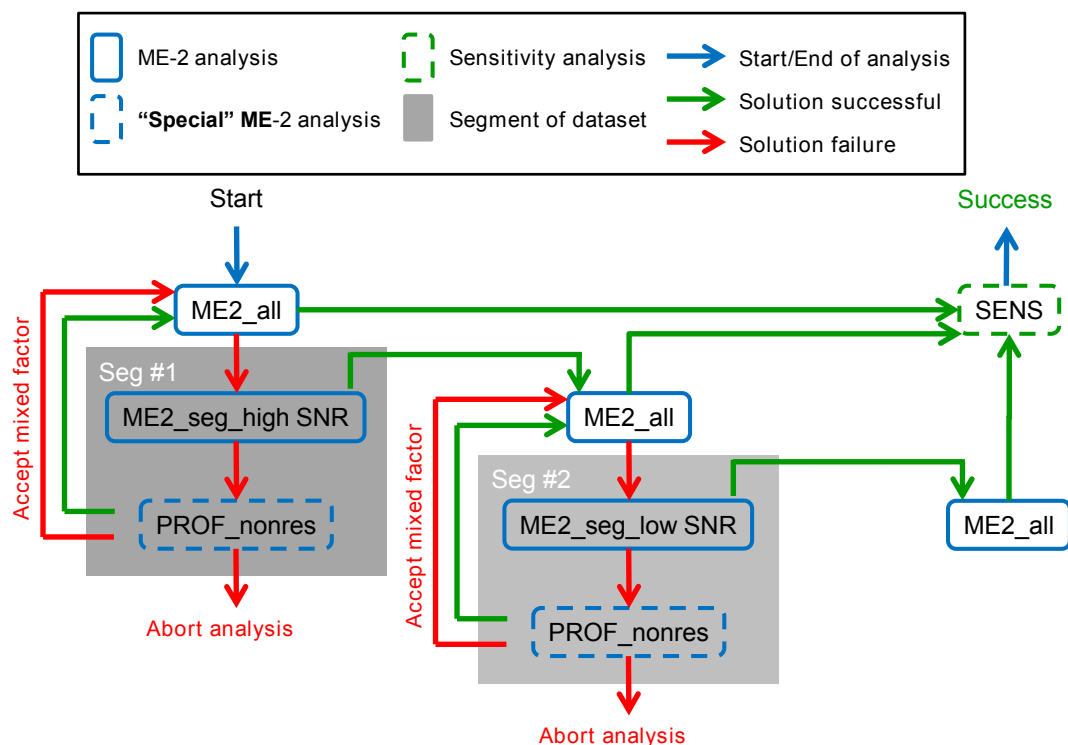 ME-2 analysis
Sensitivity analysis
Start/End of analysis
"Special" ME-2 analysis
Segment of dataset
Solution successful
Solution failure
Start
Success
ME2_all
SENS
Accept mixed factor
Seg #1
ME2_seg_high SNR
PROF_nonres
Abort analysis
ME2_all
Accept mixed factor
Seg #2
ME2_seg_low SNR
ME2_all
PROF_nonres
Abort analysis